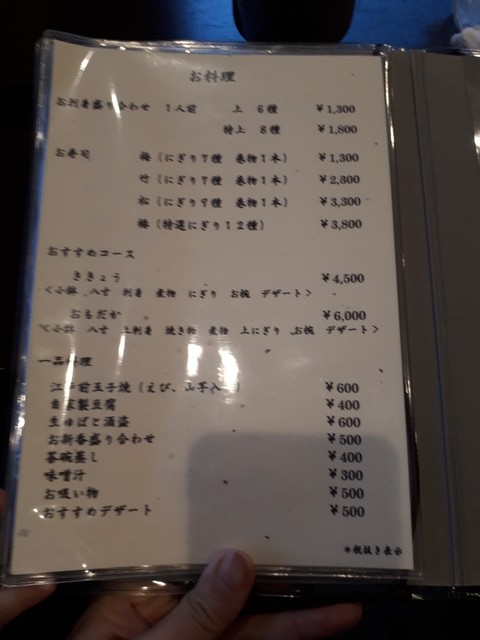 お料理
お刺身盛り合わせ 1人前 上 6種 ¥1,300
特上 8種 ¥1,800
お寿司 梅(にぎり7種 巻物1本) ¥1,300
竹(にぎり7種 巻物1本) ¥2,300
松(にぎり9種 巻物1本) ¥3,300
椿(特選にぎり12種) ¥3,800
おすすめコース
ききょう ¥4,500
<小鉢 八寸 刺身 煮物 にぎり お椀 デザート>
おもだか ¥6,000
<小鉢 八寸 上刺身 焼き物 煮物 上にぎり お椀 デザート>
一品料理
江戸前玉子焼(えび、山芋入り) ¥600
自家製豆腐 ¥400
生ゆばと酒盗 ¥600
お新香盛り合わせ ¥500
茶碗蒸し ¥400
味噌汁 ¥300
お吸い物 ¥500
おすすめデザート ¥500
*税抜き表示